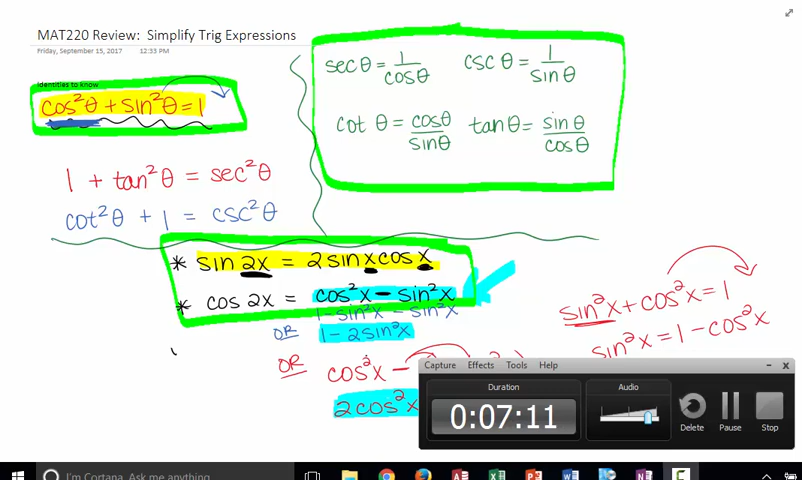 MAT220 Review: Simplify Trig Expressions
Friday, September 15, 2017 12:33 PM
Identities to know
cos²θ + sin²θ = 1
secθ = 1/cosθ cscθ = 1/sinθ
cot θ = cosθ/sinθ tanθ = sinθ/cosθ
1 + tan²θ = sec²θ
cot²θ + 1 = csc²θ
* sin 2x = 2sinxcosx
* cos 2x = cos²x - sin²x
1-sin²x - sin²x
OR 1-2sin²x
OR cos²x -
2cos²x
sin²x + cos²x = 1
sin²x = 1 - cos²x
Capture Effects Tools Help
Duration
0:07:11
Audio
Delete
Pause
Stop
I'm Cortana. Ask me anything.